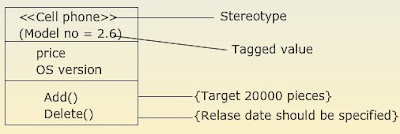 <<Cell phone>>
Stereotype
(Model no = 2.6)
Tagged value
price
OS version
Add()
{Target 20000 pieces}
Delete()
{Relase date should be specified}